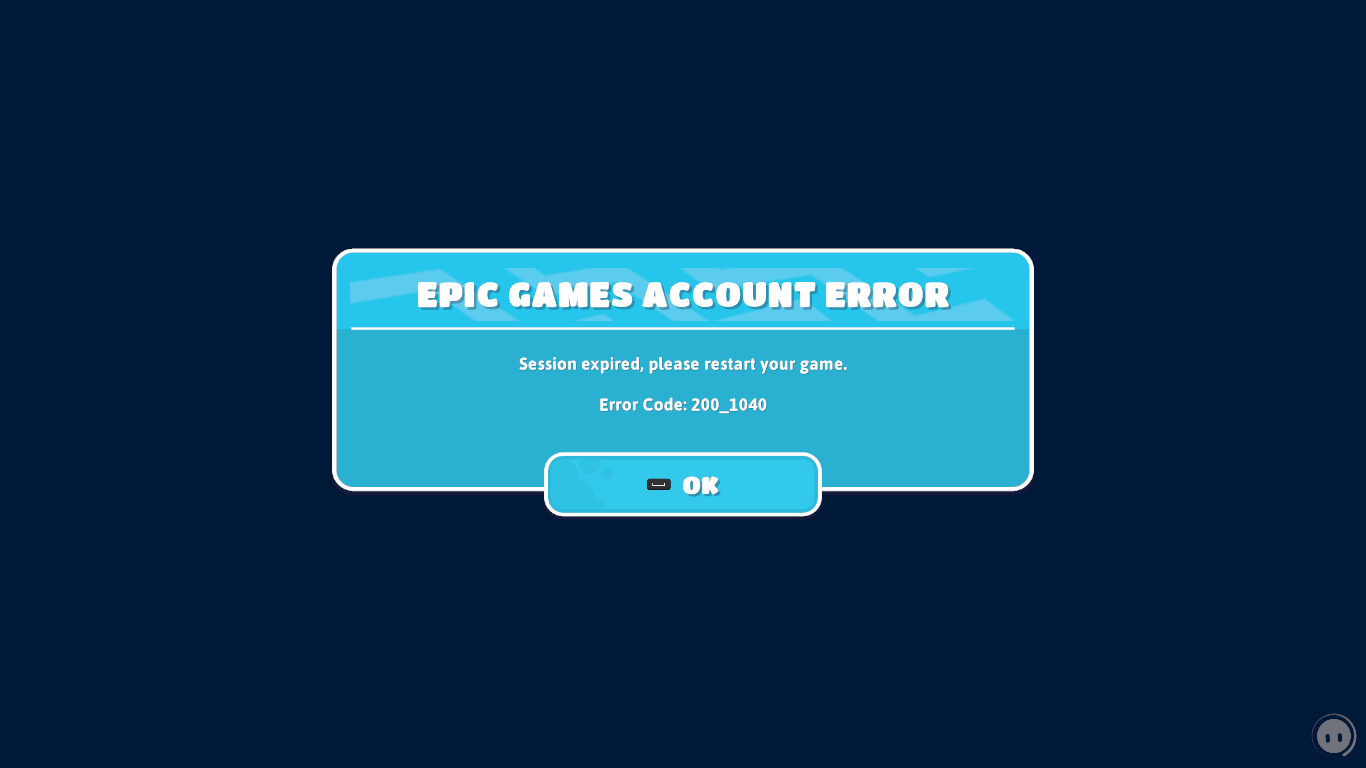 EPIC GAMES ACCOUNT ERROR
Session expired, please restart your game.
Error Code: 200_1040
OK